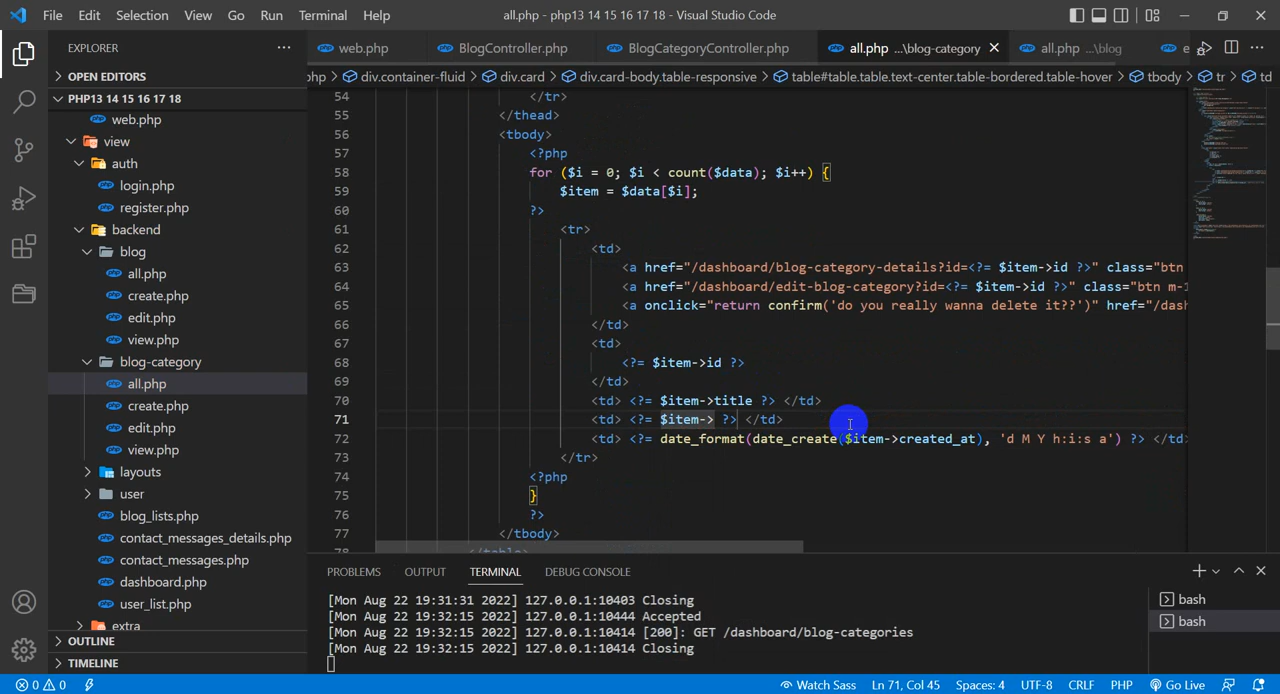 File Edit Selection View Go Run Terminal Help
all.php - php13 14 15 16 17 18 - Visual Studio Code
EXPLORER
OPEN EDITORS
PHP13 14 15 16 17 18
web.php
view
auth
login.php
register.php
backend
blog
all.php
create.php
edit.php
view.php
blog-category
all.php
create.php
edit.php
view.php
layouts
user
blog_lists.php
contact_messages_details.php
contact_messages.php
dashboard.php
user_list.php
extra
OUTLINE
TIMELINE
web.php BlogController.php BlogCategoryController.php all.php ...\blog-category all.php ...\blog e
php > div.container-fluid > div.card > div.card-body.table-responsive > table#table.table.text-center.table-bordered.table-hover > tbody > tr > td
54 </tr>
55 </thead>
56 <tbody>
57 <?php
58 for ($i = 0; $i < count($data); $i++) {
59 $item = $data[$i];
60 ?>
61 <tr>
62 <td>
63 <a href="/dashboard/blog-category-details?id=<?= $item->id ?>" class="btn
64 <a href="/dashboard/edit-blog-category?id=<?= $item->id ?>" class="btn m-1
65 <a onclick="return confirm('do you really wanna delete it??')" href="/dash
66 </td>
67 <td>
68 <?= $item->id ?>
69 </td>
70 <td> <?= $item->title ?> </td>
71 <td> <?= $item-> ?> </td>
72 <td> <?= date_format(date_create($item->created_at), 'd M Y h:i:s a') ?> </td>
73 </tr>
74 <?php
75 }
76 ?>
77 </tbody>
78 </table>
PROBLEMS OUTPUT TERMINAL DEBUG CONSOLE
[Mon Aug 22 19:31:31 2022] 127.0.0.1:10403 Closing
[Mon Aug 22 19:32:15 2022] 127.0.0.1:10444 Accepted
[Mon Aug 22 19:32:15 2022] 127.0.0.1:10414 [200]: GET /dashboard/blog-categories
[Mon Aug 22 19:32:15 2022] 127.0.0.1:10414 Closing
bash
bash
0 0
Watch Sass Ln 71, Col 45 Spaces: 4 UTF-8 CRLF PHP Go Live